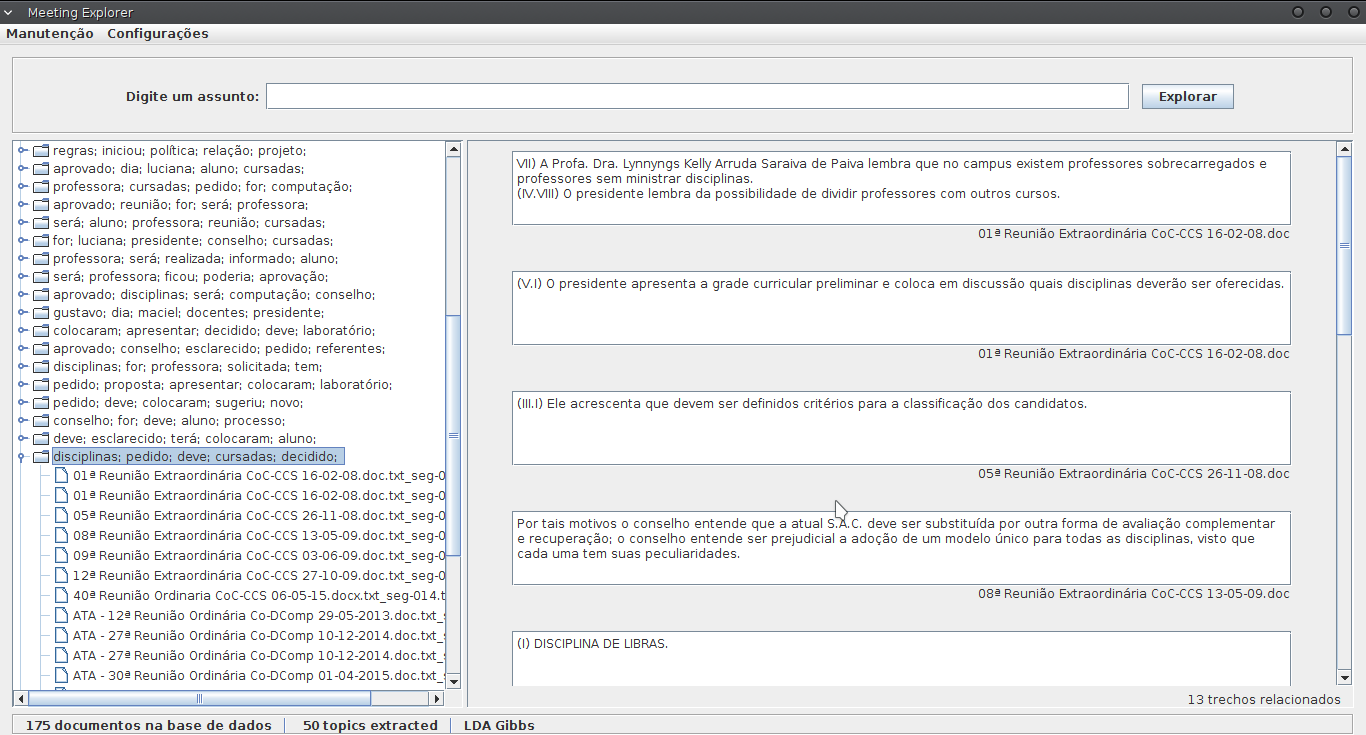 Meeting Explorer
Manutenção Configurações
Digite um assunto: Explorar
regras; iniciou; política; relação; projeto;
aprovado; dia; luciana; aluno; cursadas;
professora; cursadas; pedido; for; computação;
aprovado; reunião; for; será; professora;
será; aluno; professora; reunião; cursadas;
for; luciana; presidente; conselho; cursadas;
professora; será; realizada; informado; aluno;
será; professora; ficou; poderia; aprovação;
aprovado; disciplinas; será; computação; conselho;
gustavo; dia; maciel; docentes; presidente;
colocaram; apresentar; decidido; deve; laboratório;
aprovado; conselho; esclarecido; pedido; referentes;
disciplinas; for; professora; solicitada; tem;
pedido; proposta; apresentar; colocaram; laboratório;
pedido; deve; colocaram; sugeriu; novo;
conselho; for; deve; aluno; processo;
deve; esclarecido; terá; colocaram; aluno;
disciplinas; pedido; deve; cursadas; decidido;
01ª Reunião Extraordinária CoC-CCS 16-02-08.doc.txt_seg-0
01ª Reunião Extraordinária CoC-CCS 16-02-08.doc.txt_seg-0
05ª Reunião Extraordinária CoC-CCS 26-11-08.doc.txt_seg-0
08ª Reunião Extraordinária CoC-CCS 13-05-09.doc.txt_seg-0
09ª Reunião Extraordinária CoC-CCS 03-06-09.doc.txt_seg-0
12ª Reunião Extraordinária CoC-CCS 27-10-09.doc.txt_seg-0
40ª Reunião Ordinaria CoC-CCS 06-05-15.docx.txt_seg-014.t
ATA - 12ª Reunião Ordinária Co-DComp 29-05-2013.doc.txt_s
ATA - 27ª Reunião Ordinária Co-DComp 10-12-2014.doc.txt_s
ATA - 27ª Reunião Ordinária Co-DComp 10-12-2014.doc.txt_s
ATA - 30ª Reunião Ordinária Co-DComp 01-04-2015.doc.txt_s
VII) A Profa. Dra. Lynnyngs Kelly Arruda Saraiva de Paiva lembra que no campus existem professores sobrecarregados e
professores sem ministrar disciplinas.
(IV.VIII) O presidente lembra da possibilidade de dividir professores com outros cursos.
01ª Reunião Extraordinária CoC-CCS 16-02-08.doc
(V.I) O presidente apresenta a grade curricular preliminar e coloca em discussão quais disciplinas deverão ser oferecidas.
01ª Reunião Extraordinária CoC-CCS 16-02-08.doc
(III.I) Ele acrescenta que devem ser definidos critérios para a classificação dos candidatos.
05ª Reunião Extraordinária CoC-CCS 26-11-08.doc
Por tais motivos o conselho entende que a atual S.A.C. deve ser substituída por outra forma de avaliação complementar
e recuperação; o conselho entende ser prejudicial a adoção de um modelo único para todas as disciplinas, visto que
cada uma tem suas peculiaridades.
08ª Reunião Extraordinária CoC-CCS 13-05-09.doc
(I) DISCIPLINA DE LIBRAS.
13 trechos relacionados
175 documentos na base de dados 50 topics extracted LDA Gibbs